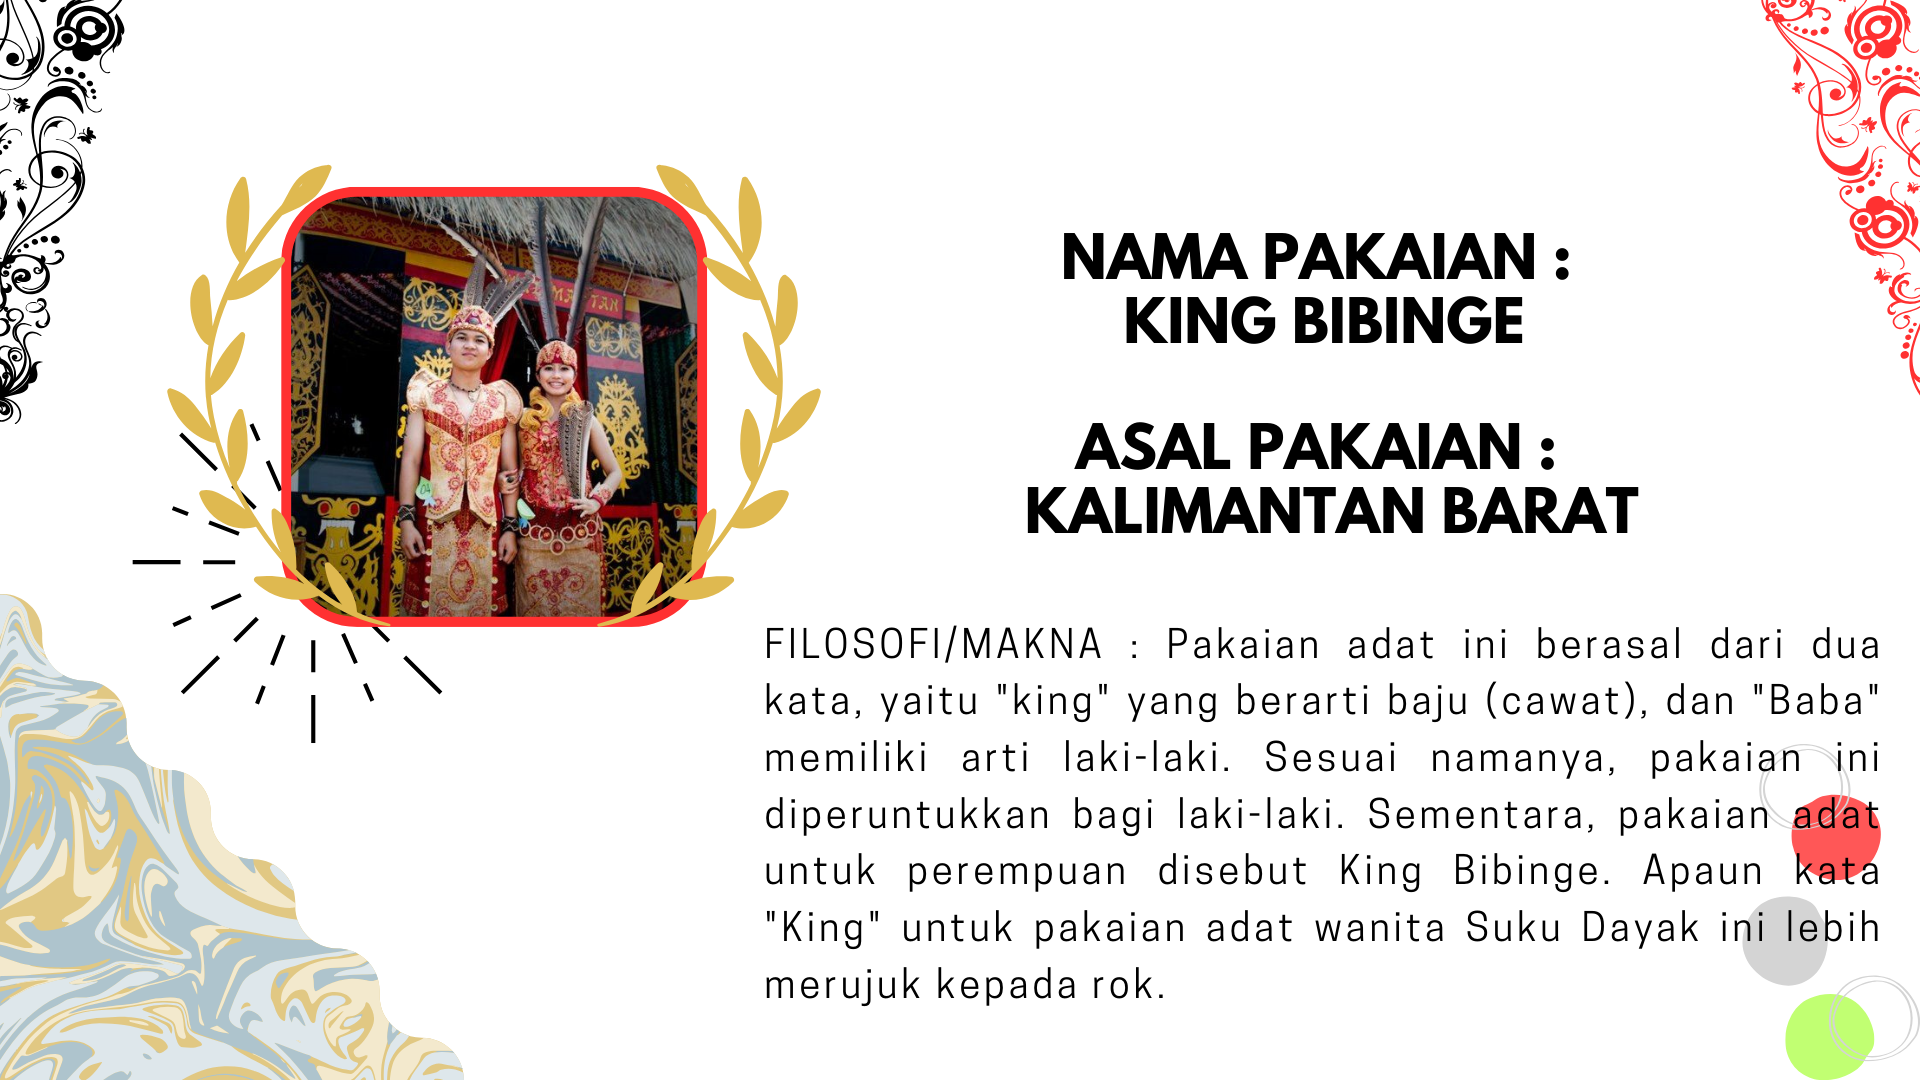 NAMA PAKAIAN :
KING BIBINGE
ASAL PAKAIAN :
KALIMANTAN BARAT
FILOSOFI/MAKNA : Pakaian adat ini berasal dari dua
kata, yaitu "king" yang berarti baju (cawat), dan "Baba"
memiliki arti laki-laki. Sesuai namanya, pakaian ini
diperuntukkan bagi laki-laki. Sementara, pakaian adat
untuk perempuan disebut King Bibinge. Apaun kata
"King" untuk pakaian adat wanita Suku Dayak ini lebih
merujuk kepada rok.